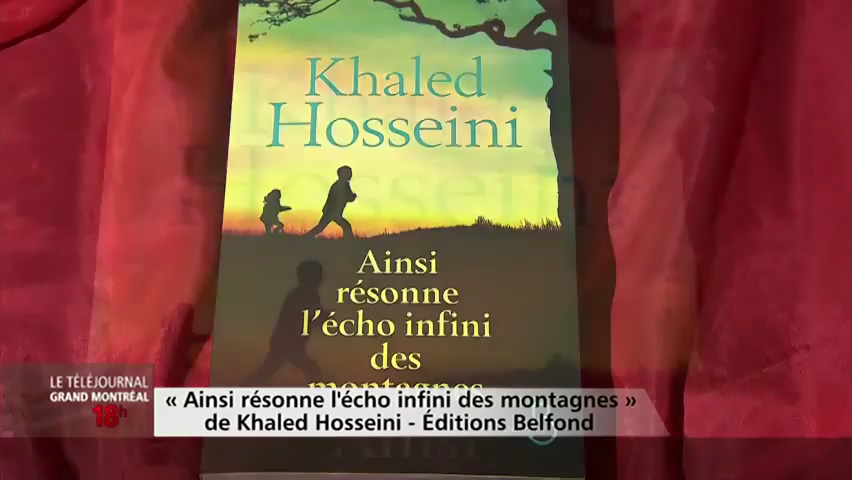 Khaled
Hosseini
Ainsi
résonne
l'écho infini
des
montagnes
LE TÉLÉJOURNAL
GRAND MONTRÉAL
18h
« Ainsi résonne l'écho infini des montagnes »
de Khaled Hosseini - Éditions Belfond